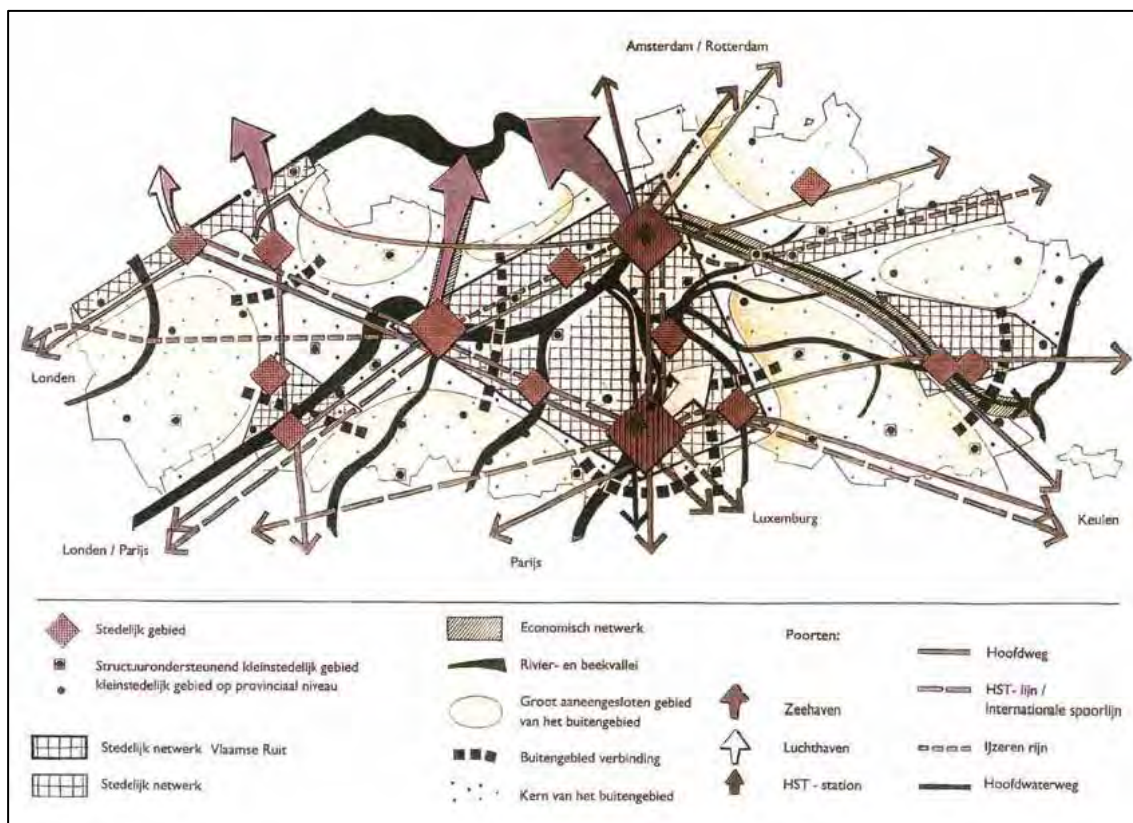 Amsterdam / Rotterdam
Londen
Londen / Parijs
Parijs
Luxemburg
Keulen
Stedelijk gebied
Structuurondersteunend kleinstedelijk gebied
kleinstedelijk gebied op provinciaal niveau
Stedelijk netwerk Vlaamse Ruit
Stedelijk netwerk
Economisch netwerk
Rivier- en beekvallei
Groot aaneengesloten gebied
van het buitengebied
Buitengebied verbinding
Kern van het buitengebied
Poorten:
Zeehaven
Luchthaven
HST - station
Hoofdweg
HST- lijn /
Internationale spoorlijn
IJzeren rijn
Hoofdwaterweg